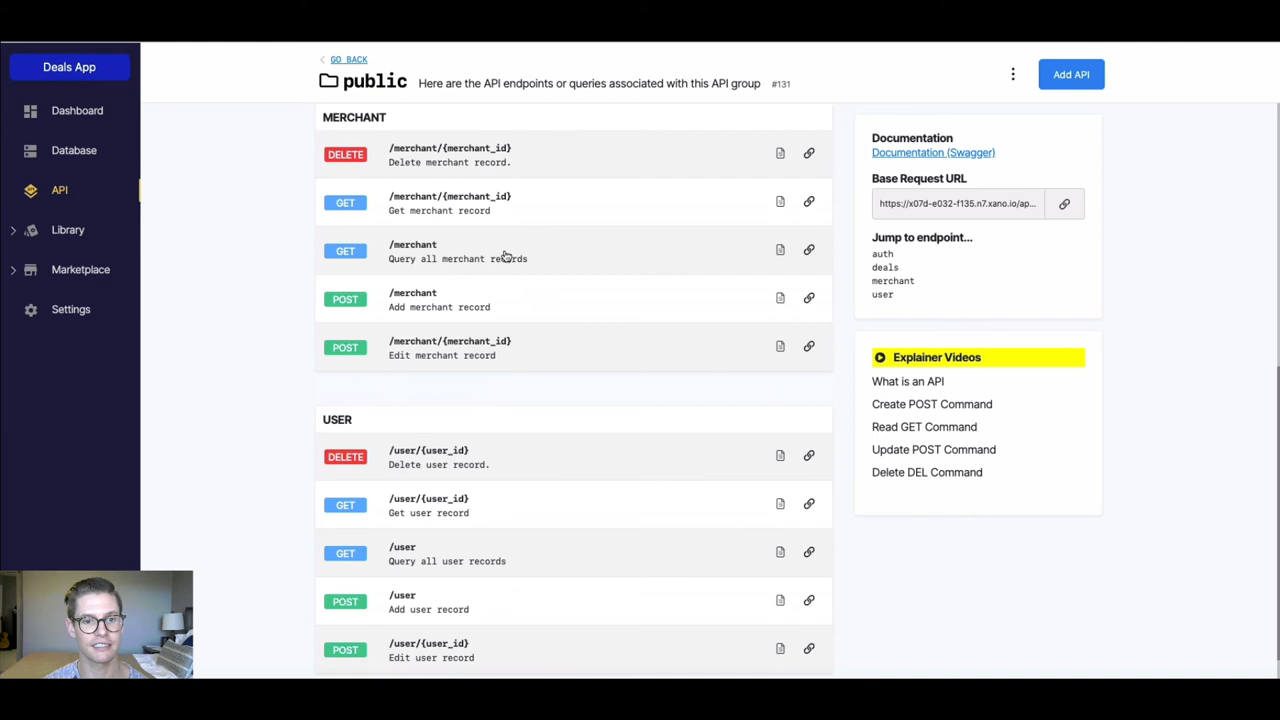 Deals App
Dashboard
Database
API
Library
Marketplace
Settings
GO BACK
public
Here are the API endpoints or queries associated with this API group
#131
Add API
MERCHANT
DELETE
/merchant/{merchant_id}
Delete merchant record.
GET
/merchant/{merchant_id}
Get merchant record
GET
/merchant
Query all merchant records
POST
/merchant
Add merchant record
POST
/merchant/{merchant_id}
Edit merchant record
USER
DELETE
/user/{user_id}
Delete user record.
GET
/user/{user_id}
Get user record
GET
/user
Query all user records
POST
/user
Add user record
POST
/user/{user_id}
Edit user record
Documentation
Documentation (Swagger)
Base Request URL
https://x07d-e032-f135.n7.xano.io/ap...
Jump to endpoint...
auth
deals
merchant
user
Explainer Videos
What is an API
Create POST Command
Read GET Command
Update POST Command
Delete DEL Command